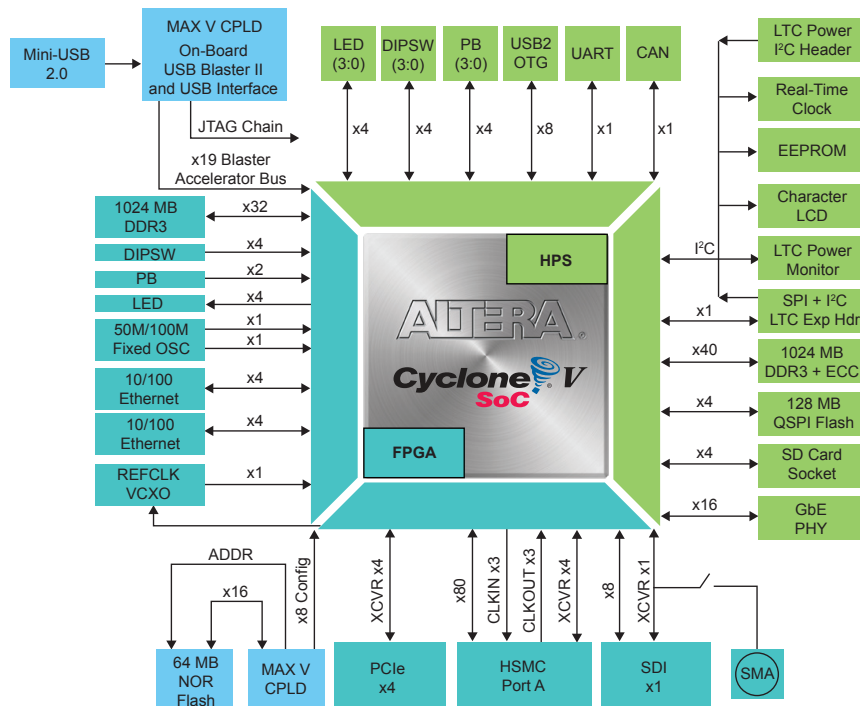 MAX V CPLD
On-Board
USB Blaster II
and USB Interface
Mini-USB
2.0
LED
(3:0)
DIPSW
(3:0)
PB
(3:0)
USB2
OTG
UART
CAN
LTC Power
I²C Header
Real-Time
Clock
EEPROM
Character
LCD
LTC Power
Monitor
SPI + I²C
LTC Exp Hdr
1024 MB
DDR3 + ECC
128 MB
QSPI Flash
SD Card
Socket
GbE
PHY
JTAG Chain
x19 Blaster
Accelerator Bus
x4
x4
x4
x8
x1
x1
1024 MB
DDR3
x32
DIPSW
x4
PB
x2
LED
x4
50M/100M
Fixed OSC
x1
x1
10/100
Ethernet
x4
10/100
Ethernet
x4
REFCLK
VCXO
x1
HPS
ALTERA®
Cyclone® V
SoC
FPGA
I²C
x1
x40
x4
x4
x16
ADDR
x16
x8 Config
XCVR x4
x80
CLKIN x3
CLKOUT x3
XCVR x4
x8
XCVR x1
64 MB
NOR
Flash
MAX V
CPLD
PCIe
x4
HSMC
Port A
SDI
x1
SMA